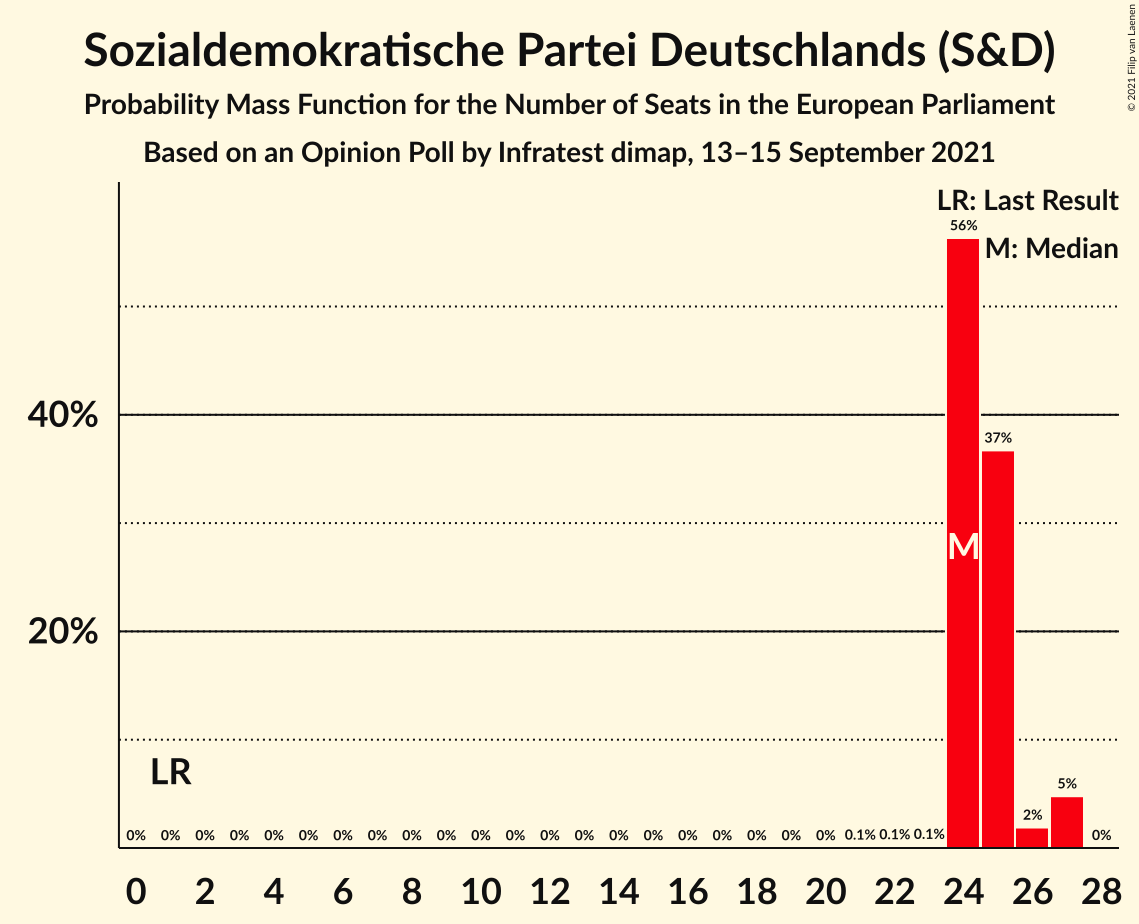 Sozialdemokratische Partei Deutschlands (S&D)
Probability Mass Function for the Number of Seats in the European Parliament
Based on an Opinion Poll by Infratest dimap, 13–15 September 2021
© 2021 Filip van Laenen
LR: Last Result
M: Median
56%
40%
37%
M
20%
LR
5%
2%
0% 0% 0% 0% 0% 0% 0% 0% 0% 0% 0% 0% 0% 0% 0% 0% 0% 0% 0% 0% 0% 0.1% 0.1% 0.1% 0%
0 2 4 6 8 10 12 14 16 18 20 22 24 26 28